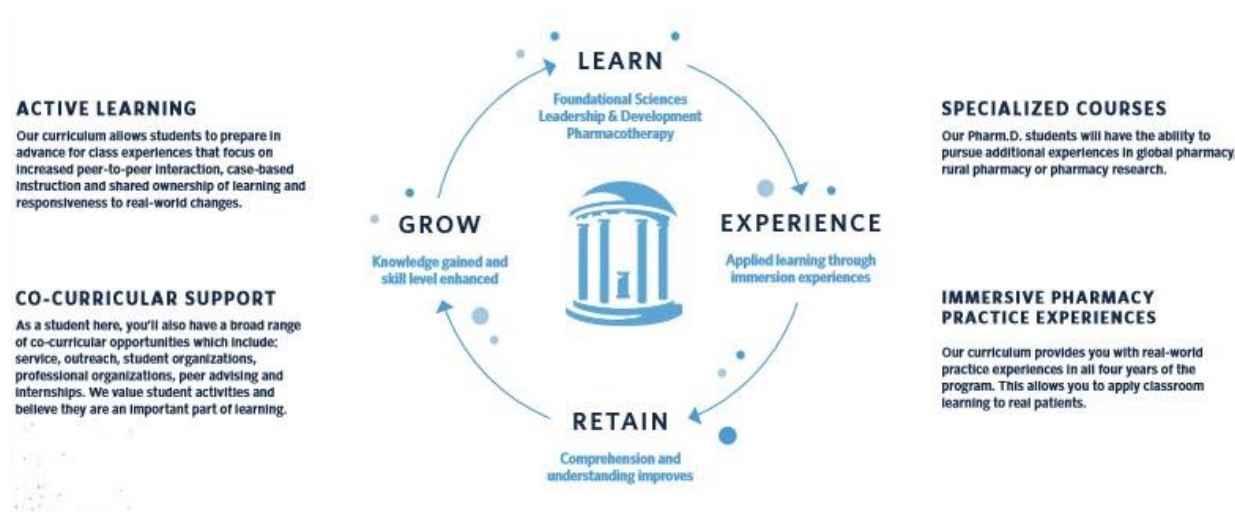 ACTIVE LEARNING
Our curriculum allows students to prepare in
advance for class experiences that focus on
increased peer-to-peer interaction, case-based
instruction and shared ownership of learning and
responsiveness to real-world changes.
CO-CURRICULAR SUPPORT
As a student here, you'll also have a broad range
of co-curricular opportunities which include:
service, outreach, student organizations,
professional organizations, peer advising and
internships. We value student activities and
believe they are an important part of learning.
LEARN
Foundational Sciences
Leadership & Development
Pharmacotherapy
EXPERIENCE
Applied learning through
immersion experiences
RETAIN
Comprehension and
understanding improves
GROW
Knowledge gained and
skill level enhanced
SPECIALIZED COURSES
Our Pharm.D. students will have the ability to
pursue additional experiences in global pharmacy,
rural pharmacy or pharmacy research.
IMMERSIVE PHARMACY
PRACTICE EXPERIENCES
Our curriculum provides you with real-world
practice experiences in all four years of the
program. This allows you to apply classroom
learning to real patients.